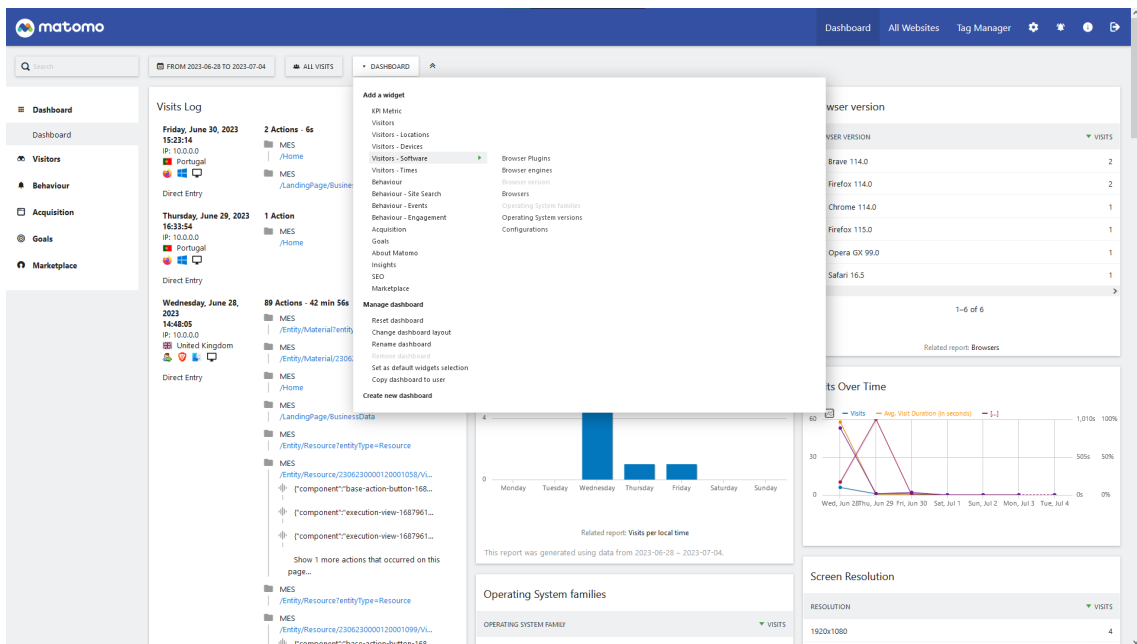 matomo
Dashboard All Websites Tag Manager
Search
FROM 2023-06-28 TO 2023-07-04
ALL VISITS
DASHBOARD
Dashboard
Dashboard
Visitors
Behaviour
Acquisition
Goals
Marketplace
Visits Log
Friday, June 30, 2023
15:23:14
IP: 10.0.0.0
Portugal
Direct Entry
2 Actions - 6s
MES
/Home
MES
/LandingPage/Busines
Thursday, June 29, 2023
16:33:54
IP: 10.0.0.0
Portugal
Direct Entry
1 Action
MES
/Home
Wednesday, June 28,
2023
14:48:05
IP: 10.0.0.0
United Kingdom
Direct Entry
89 Actions - 42 min 56s
MES
/Entity/Material?entity
MES
/Entity/Material/2306
MES
/Home
MES
/LandingPage/BusinessData
MES
/Entity/Resource?entityType=Resource
MES
/Entity/Resource/2306230000120001058/Vi...
{"component":"base-action-button-168...
{"component":"execution-view-1687961...
{"component":"execution-view-1687961...
Show 1 more actions that occurred on this
page...
MES
/Entity/Resource?entityType=Resource
MES
/Entity/Resource/2306230000120001099/Vi...
{"component":"base-action-button-168
Add a widget
KPI Metric
Visitors
Visitors - Locations
Visitors - Devices
Visitors - Software
Visitors - Times
Behaviour
Behaviour - Site Search
Behaviour - Events
Behaviour - Engagement
Acquisition
Goals
About Matomo
Insights
SEO
Marketplace
Manage dashboard
Reset dashboard
Change dashboard layout
Rename dashboard
Remove dashboard
Set as default widgets selection
Copy dashboard to user
Create new dashboard
Browser Plugins
Browser engines
Browser version
Browsers
Operating System families
Operating System versions
Configurations
4
0
Monday Tuesday Wednesday Thursday Friday Saturday Sunday
Related report: Visits per local time
This report was generated using data from 2023-06-28 – 2023-07-04.
Operating System families
OPERATING SYSTEM FAMILY VISITS
wser version
WSER VERSION VISITS
Brave 114.0 2
Firefox 114.0 2
Chrome 114.0 1
Firefox 115.0 1
Opera GX 99.0 1
Safari 16.5 1
1–6 of 6
Related report: Browsers
ts Over Time
Visits Avg. Visit Duration (in seconds) [...]
60 1,010s 100%
30 505s 50%
0 0s 0%
Wed, Jun 28 Thu, Jun 29 Fri, Jun 30 Sat, Jul 1 Sun, Jul 2 Mon, Jul 3 Tue, Jul 4
Screen Resolution
RESOLUTION VISITS
1920x1080 4